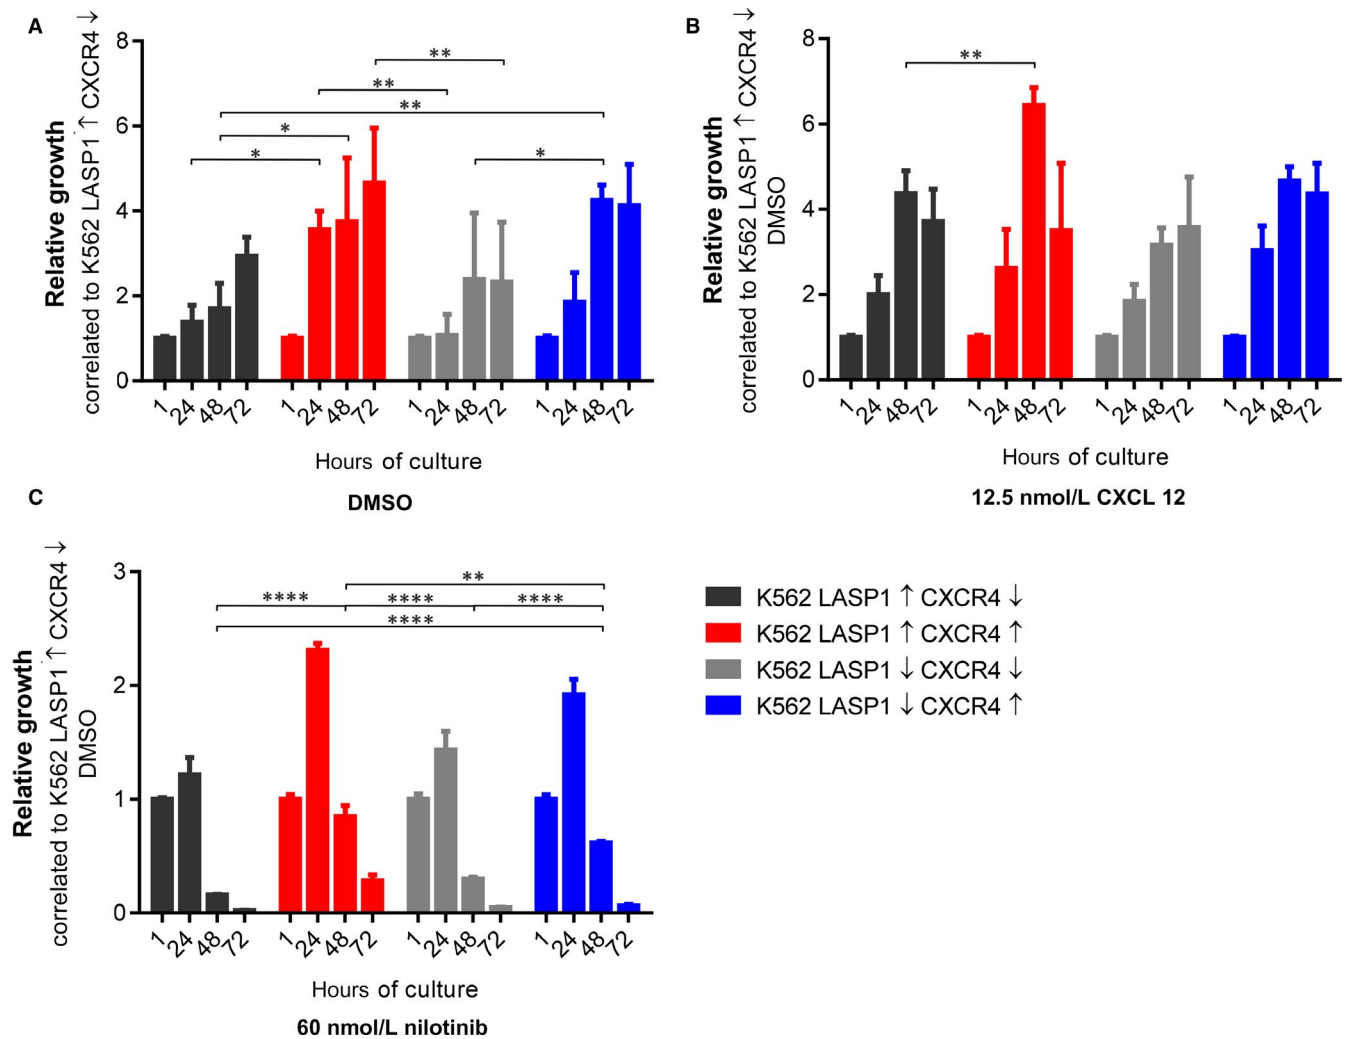 A
Relative growth
correlated to K562 LASP1 ↑ CXCR4 ↓
8
6
4
2
0
**
**
**
*
*
*
1 24 48 72 1 24 48 72 1 24 48 72 1 24 48 72
Hours of culture
DMSO
B
Relative growth
correlated to K562 LASP1 ↑ CXCR4 ↓
DMSO
8
6
4
2
0
**
1 24 48 72 1 24 48 72 1 24 48 72 1 24 48 72
Hours of culture
12.5 nmol/L CXCL 12
C
Relative growth
correlated to K562 LASP1 ↑ CXCR4 ↓
DMSO
3
2
1
0
**
**** **** ****
****
1 24 48 72 1 24 48 72 1 24 48 72 1 24 48 72
Hours of culture
60 nmol/L nilotinib
K562 LASP1 ↑ CXCR4 ↓
K562 LASP1 ↑ CXCR4 ↑
K562 LASP1 ↓ CXCR4 ↓
K562 LASP1 ↓ CXCR4 ↑